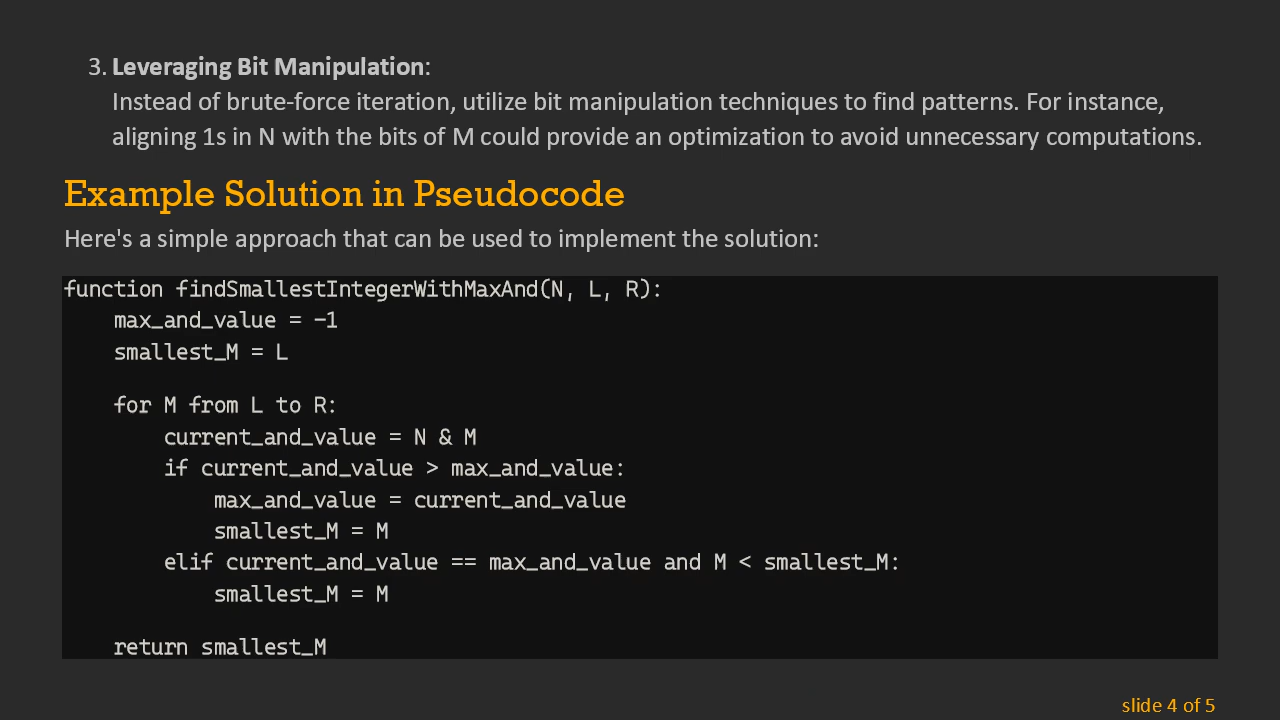 3. Leveraging Bit Manipulation:
Instead of brute-force iteration, utilize bit manipulation techniques to find patterns. For instance,
aligning 1s in N with the bits of M could provide an optimization to avoid unnecessary computations.
Example Solution in Pseudocode
Here's a simple approach that can be used to implement the solution:
function findSmallestIntegerWithMaxAnd(N, L, R):
    max_and_value = -1
    smallest_M = L
    for M from L to R:
        current_and_value = N & M
        if current_and_value > max_and_value:
            max_and_value = current_and_value
            smallest_M = M
        elif current_and_value == max_and_value and M < smallest_M:
            smallest_M = M
    return smallest_M
slide 4 of 5